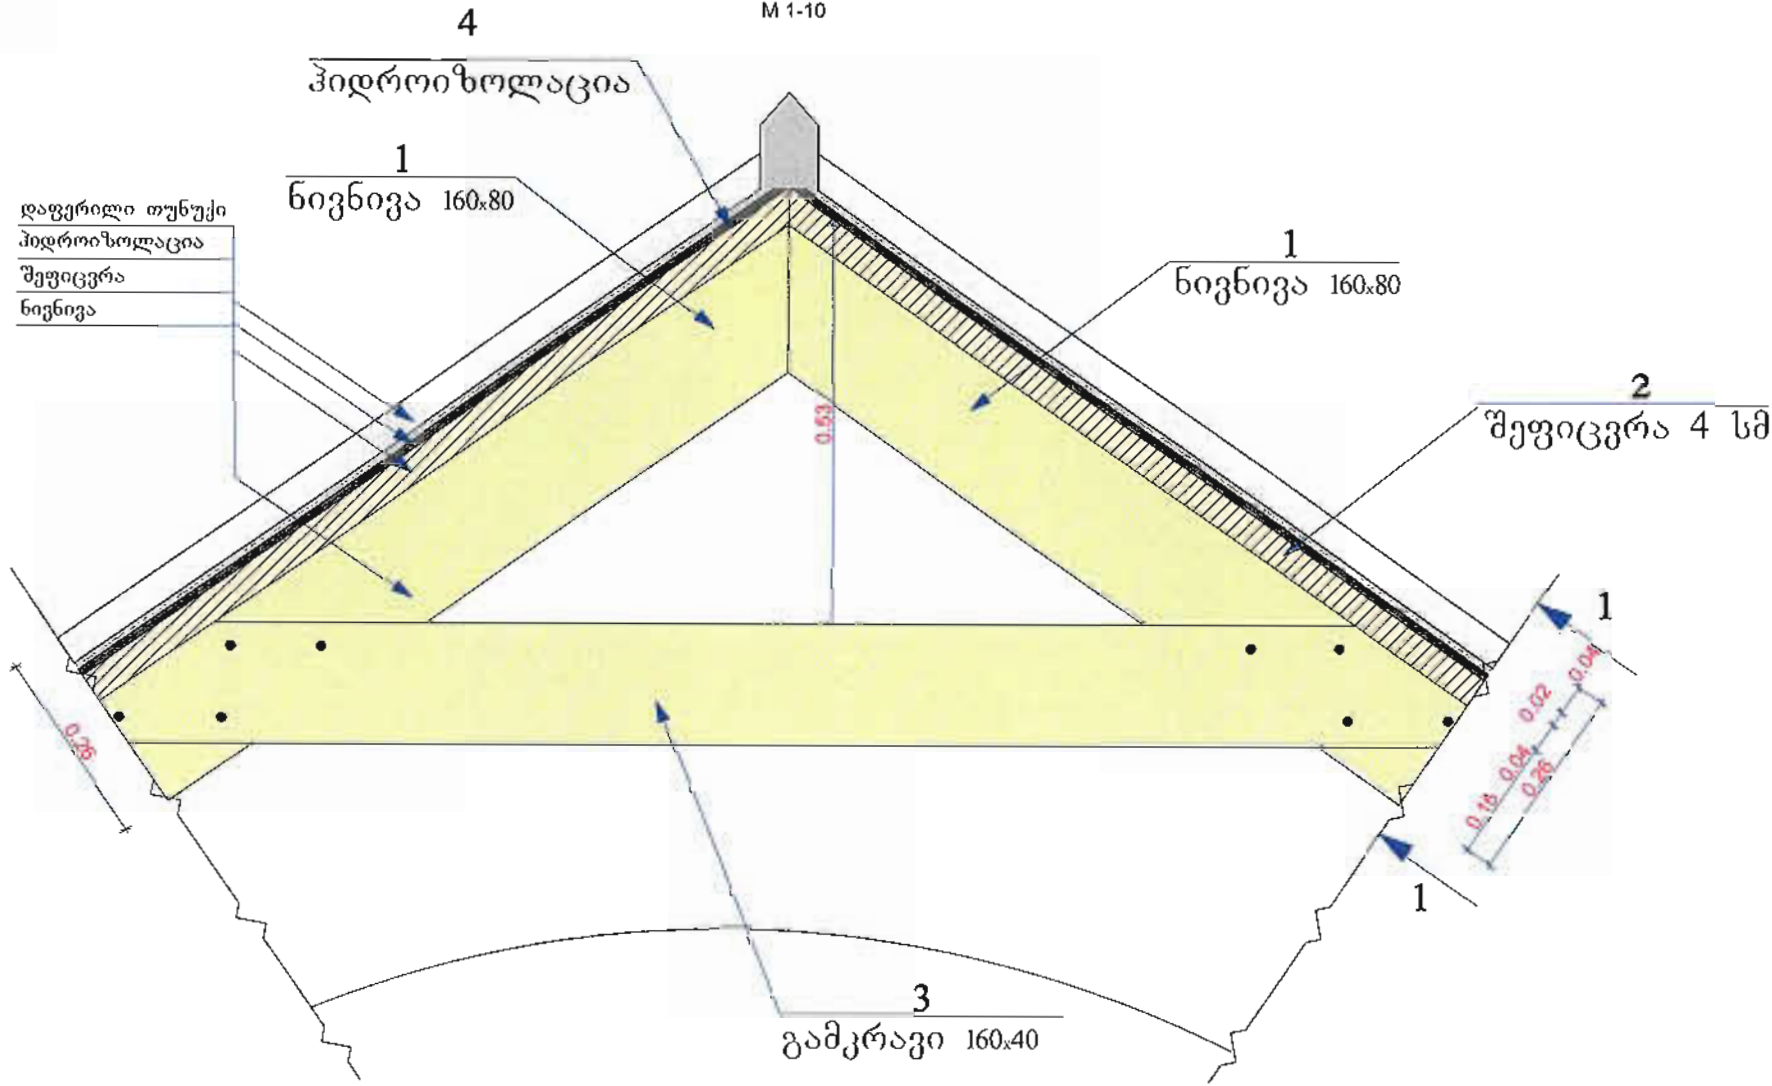 M 1-10
4
ჰიდროიზოლაცია
1
ნივნივა 160x80
დაფერილი თუნუქი
ჰიდროიზოლაცია
შეფიცვრა
ნივნივა
1
ნივნივა 160x80
2
შეფიცვრა 4 სმ
0.53
1
0.04
0.02
0.04
0.16
0.26
0.26
1
3
გამკრავი 160x40